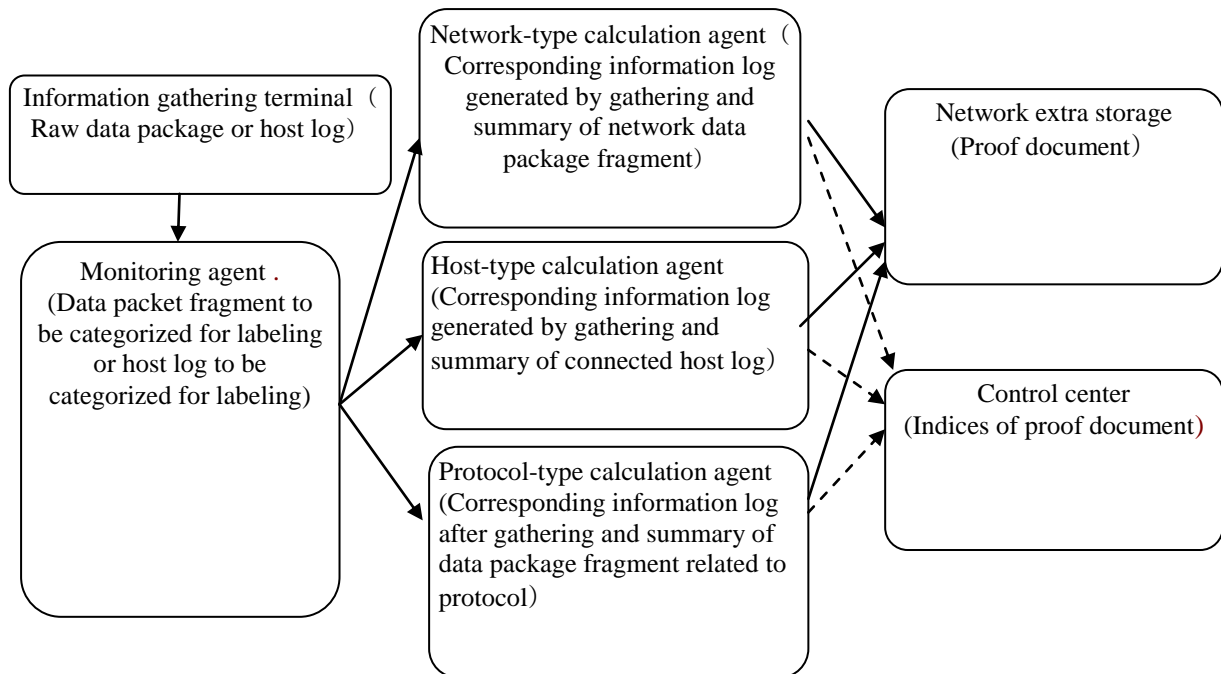 Information gathering terminal（
Raw data package or host log）
Monitoring agent .
(Data packet fragment to
be categorized for labeling
or host log to be
categorized for labeling)
Network-type calculation agent（
Corresponding information log
generated by gathering and
summary of network data
package fragment）
Host-type calculation agent
(Corresponding information log
generated by gathering and
summary of connected host log）
Protocol-type calculation agent
(Corresponding information log
after gathering and summary of
data package fragment related to
protocol）
Network extra storage
(Proof document）
Control center
(Indices of proof document)